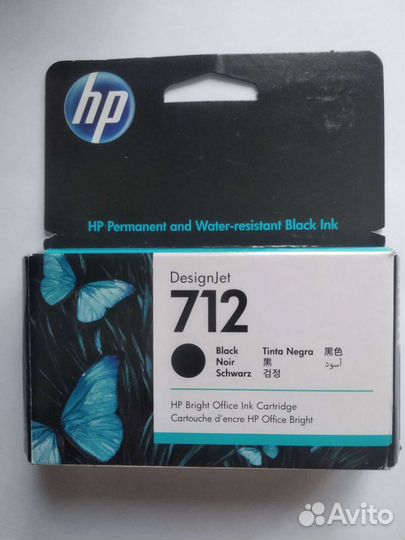 hp
HP Permanent and Water-resistant Black Ink
DesignJet
712
Black Tinta Negra 黑色
Noir 黒 أسود
Schwarz 검정
HP Bright Office Ink Cartridge
Cartouche d'encre HP Office Bright
Avito